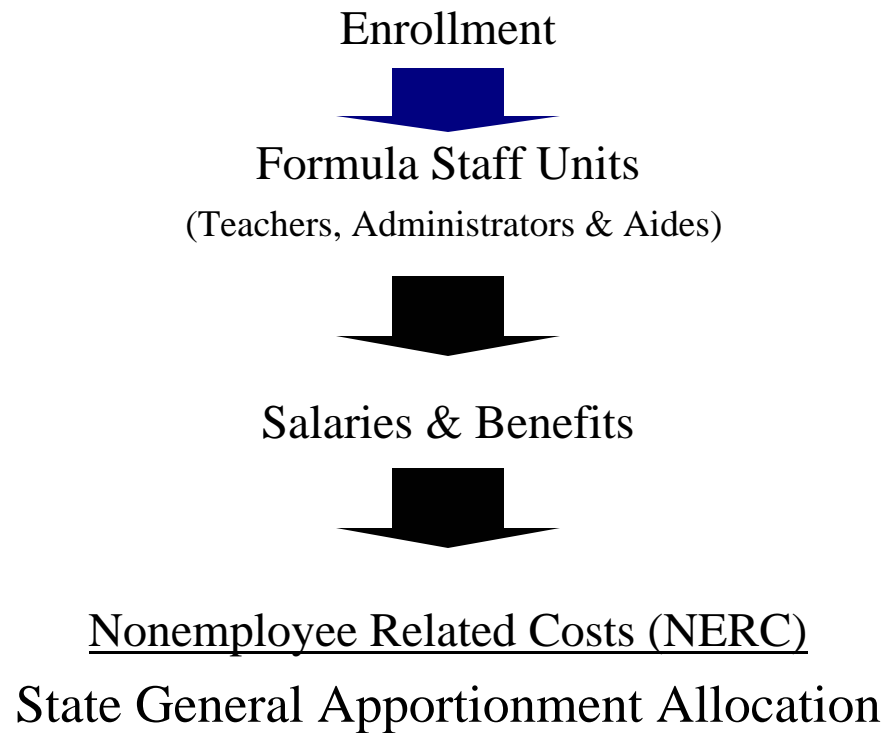 Enrollment
Formula Staff Units
(Teachers, Administrators & Aides)
Salaries & Benefits
Nonemployee Related Costs (NERC)
State General Apportionment Allocation